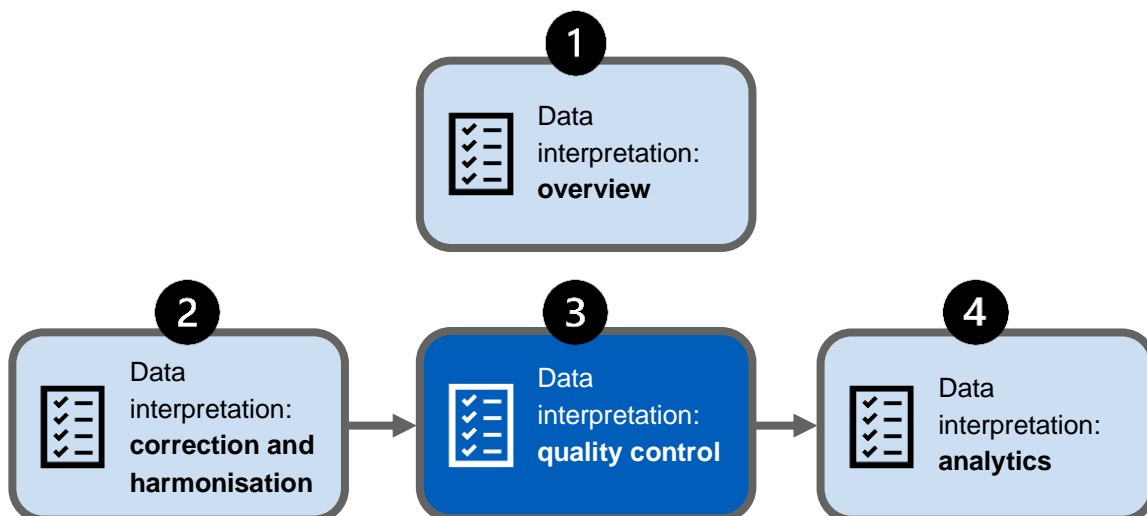 1
Data
interpretation:
overview
2
Data
interpretation:
correction and
harmonisation
3
Data
interpretation:
quality control
4
Data
interpretation:
analytics